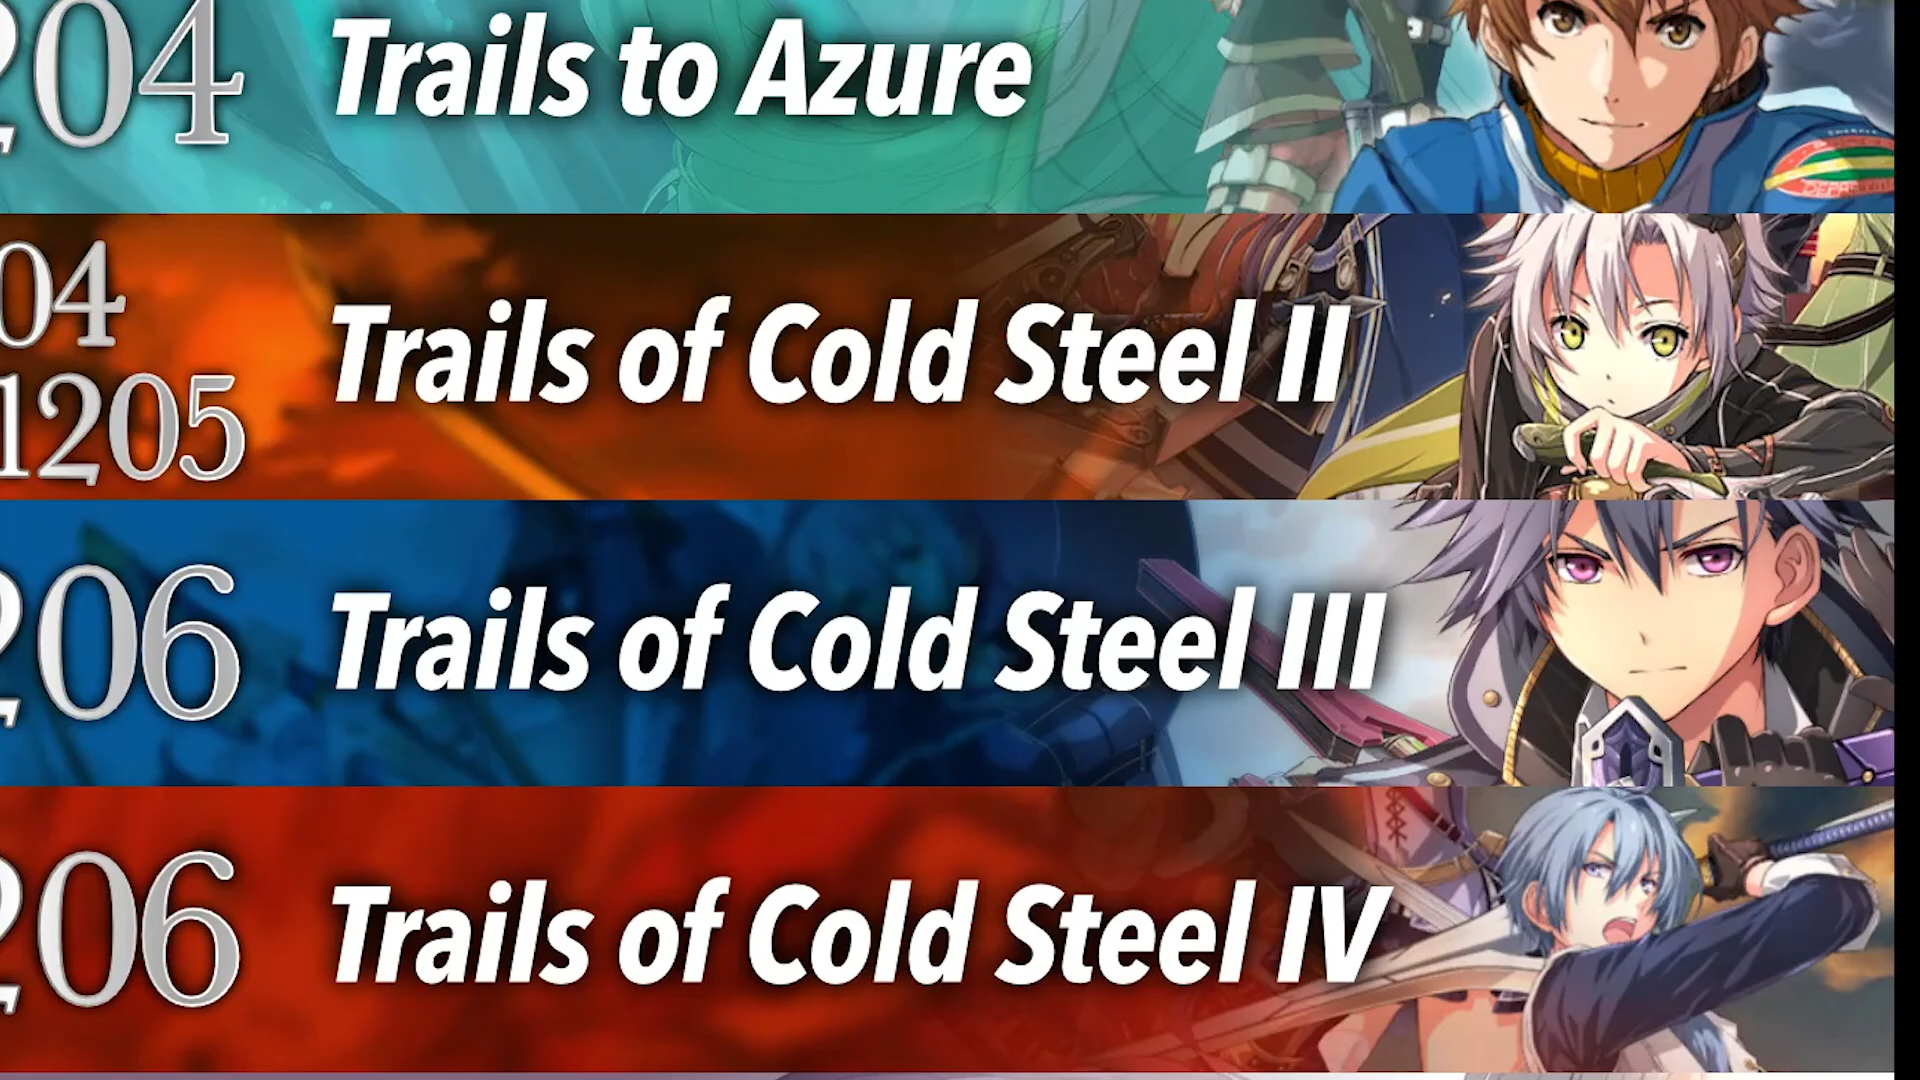 204 Trails to Azure
04
1205
Trails of Cold Steel II
206 Trails of Cold Steel III
206 Trails of Cold Steel IV